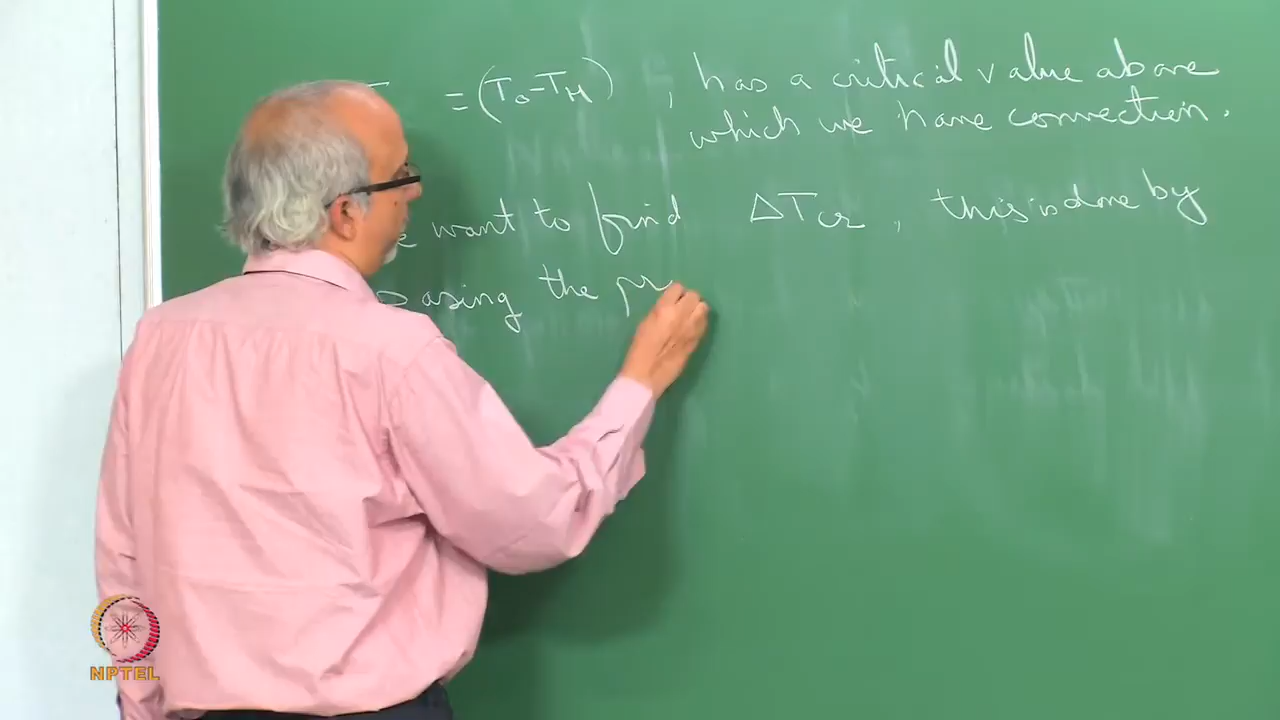 = (T₀ - T_H) , has a critical value above
which we have convection.
want to find ΔT_cr , this is done by
using the pr
NPTEL